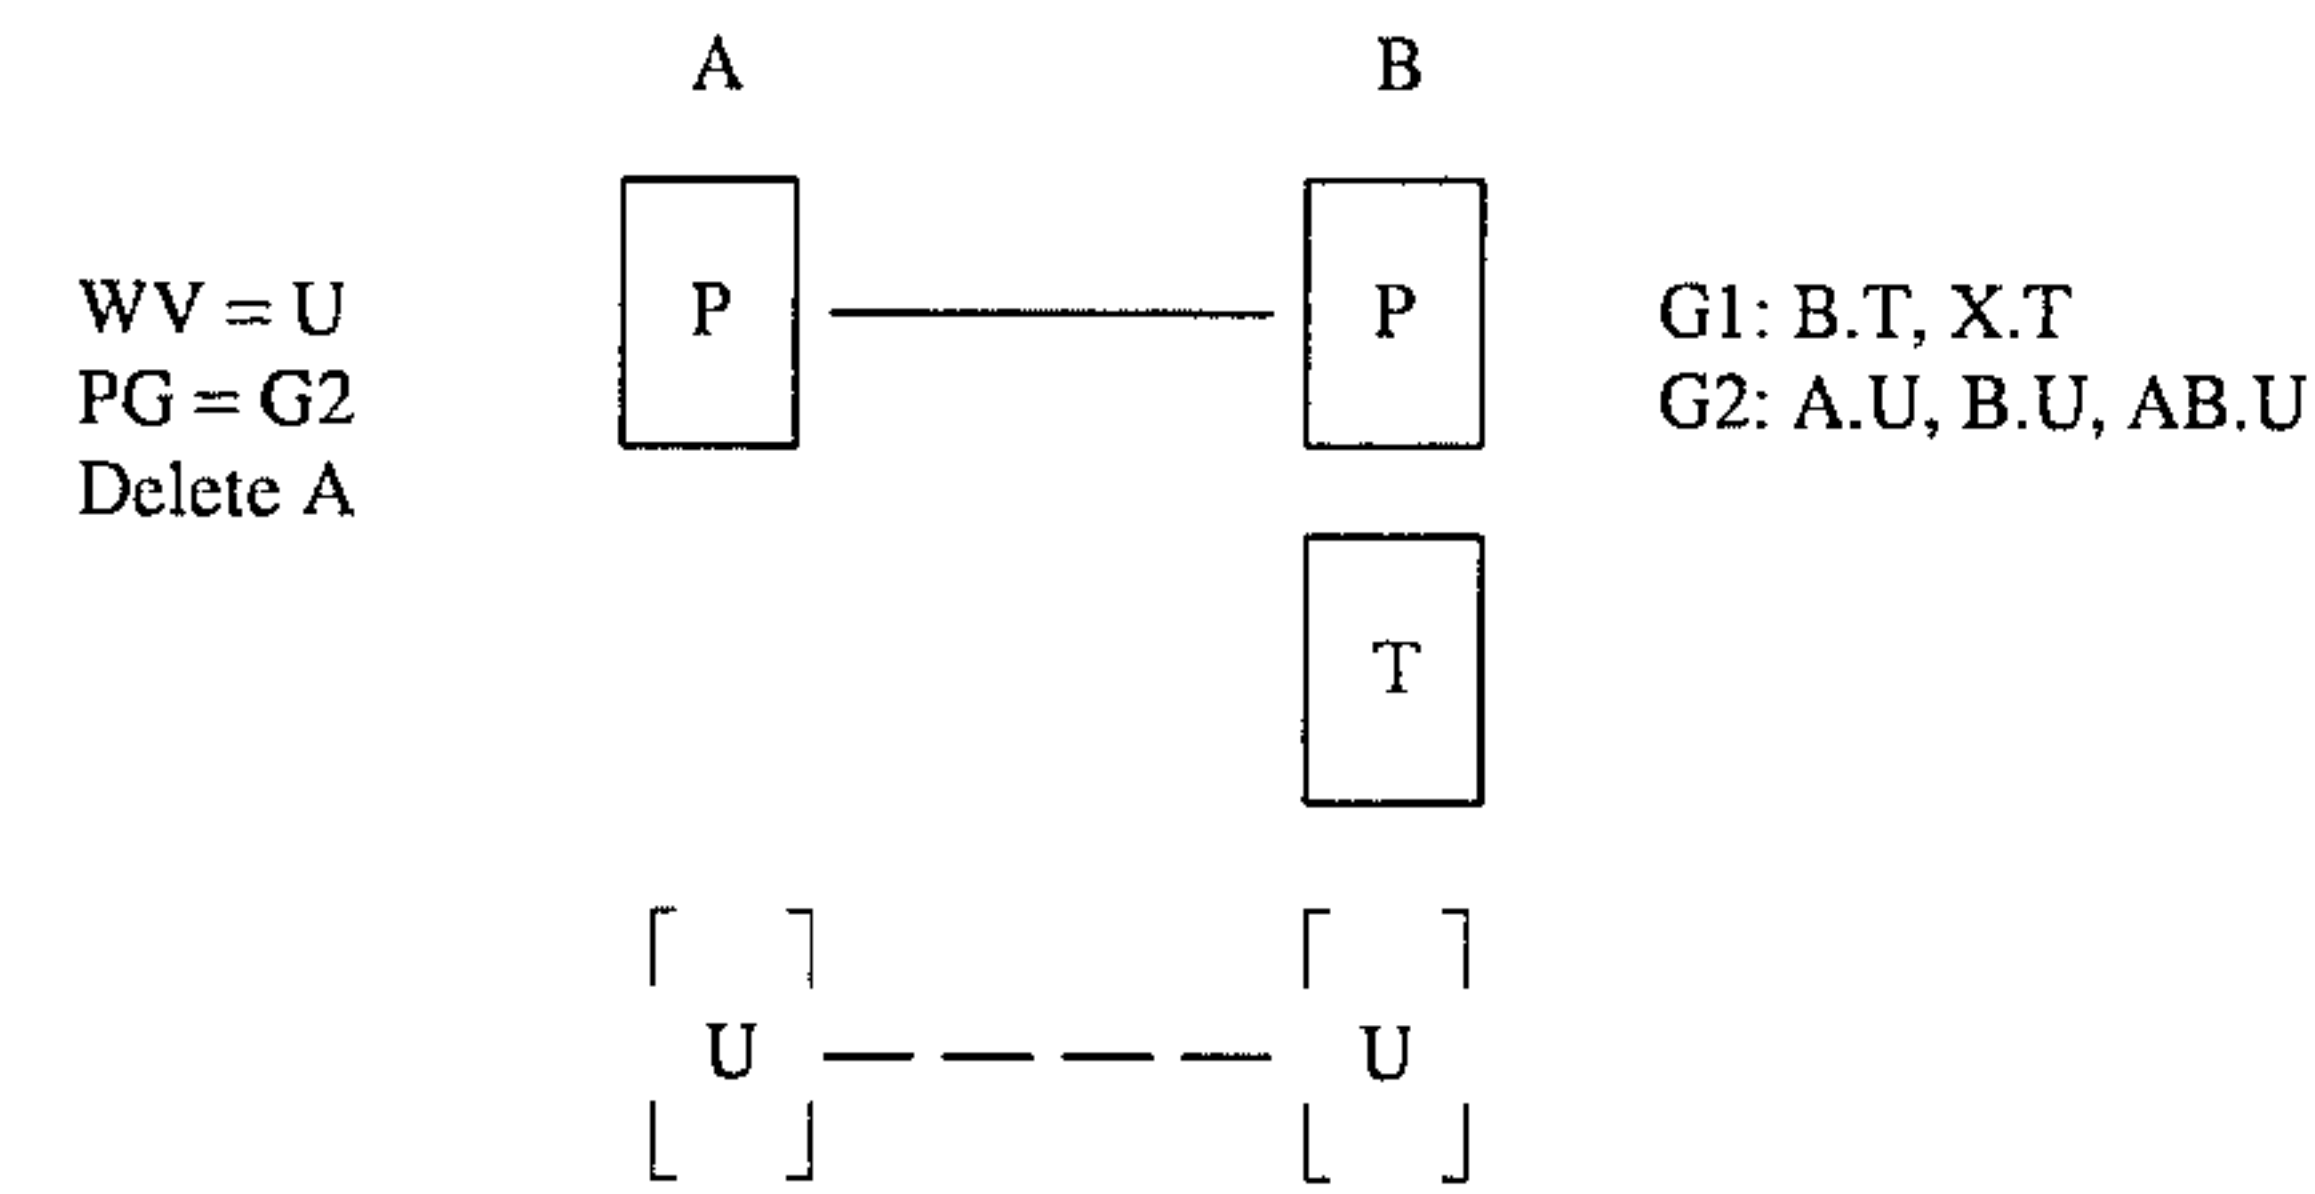 A B
WV = U
PG = G2
Delete A
P P
G1: B.T, X.T
G2: A.U, B.U, AB.U
T
U U